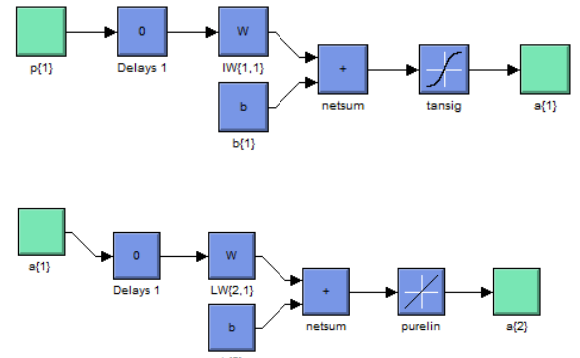 0
W
p{1}
Delays 1
IW{1,1}
+
b
netsum
tansig
a{1}
b{1}
a{1}
0
W
Delays 1
LW{2,1}
+
b
netsum
purelin
a{2}